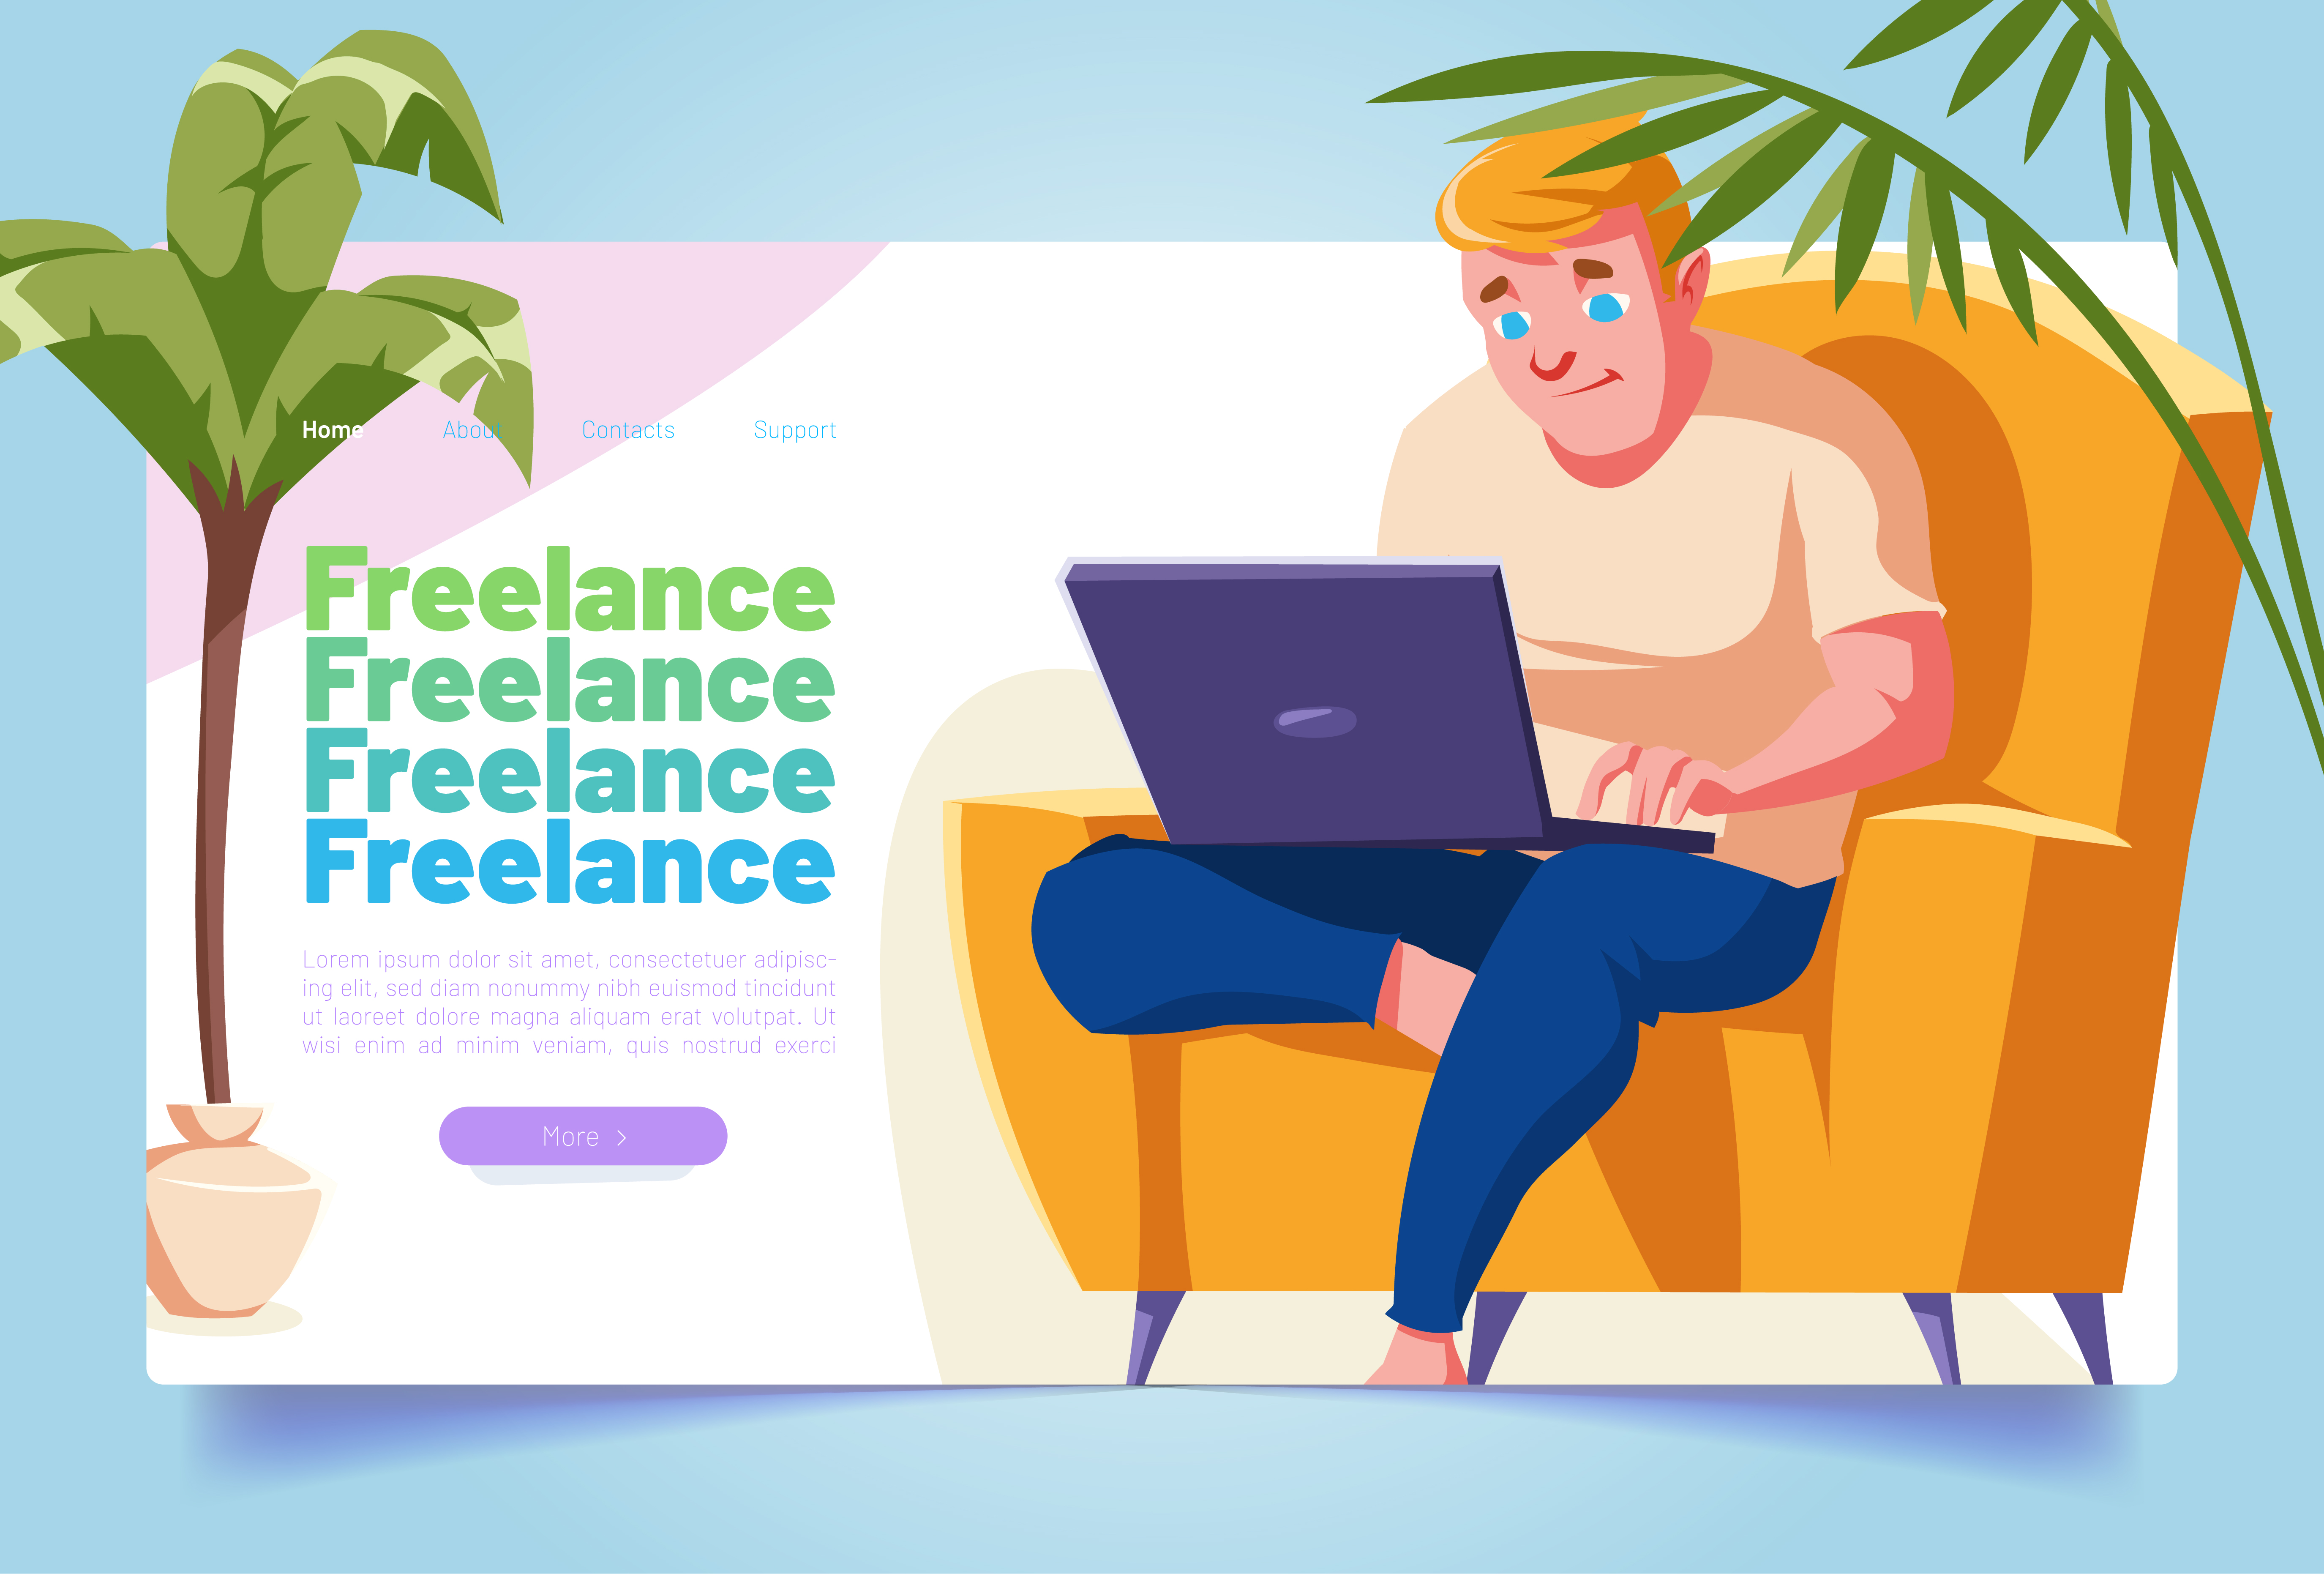 Home About Contacts Support
Freelance
Freelance
Freelance
Freelance
Lorem ipsum dolor sit amet, consectetuer adipisc-
ing elit, sed diam nonummy nibh euismod tincidunt
ut laoreet dolore magna aliquam erat volutpat. Ut
wisi enim ad minim veniam, quis nostrud exerci
More >